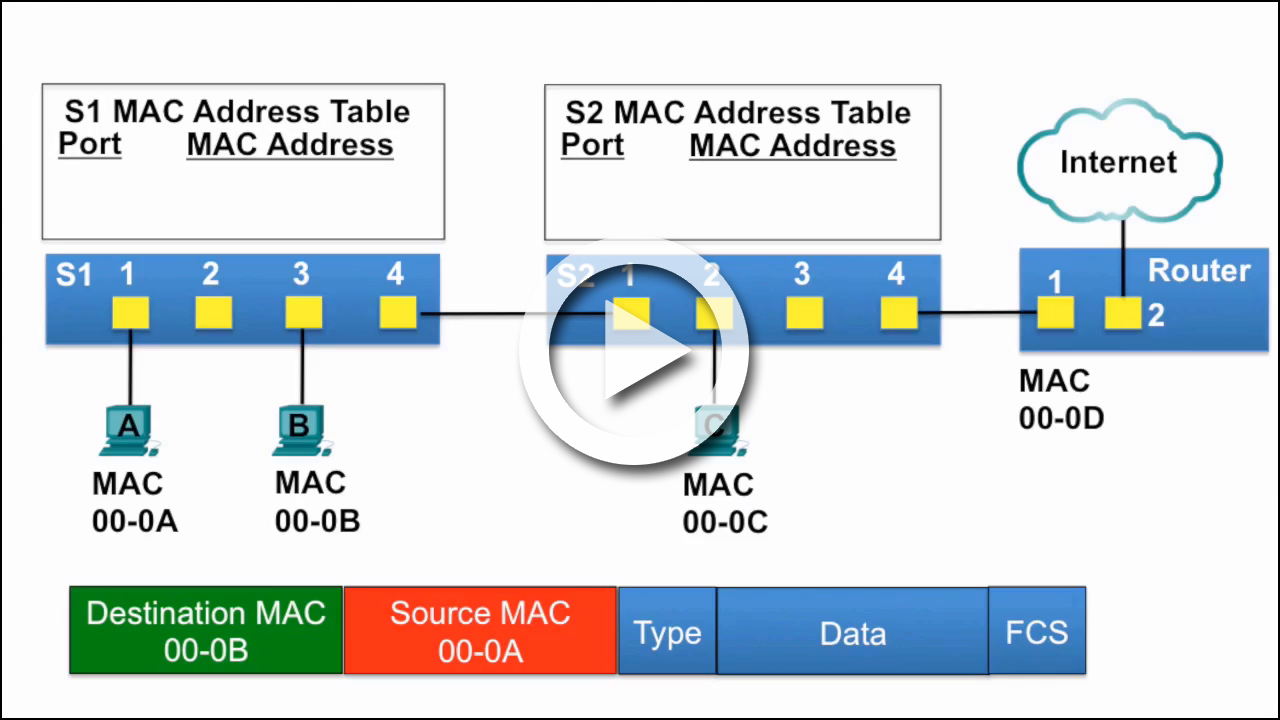 S1 MAC Address Table
Port MAC Address
S2 MAC Address Table
Port MAC Address
Internet
S1 1 2 3 4
S2 1 2 3 4
1 Router
2
A
B
C
MAC
00-0A
MAC
00-0B
MAC
00-0C
MAC
00-0D
Destination MAC
00-0B
Source MAC
00-0A
Type
Data
FCS